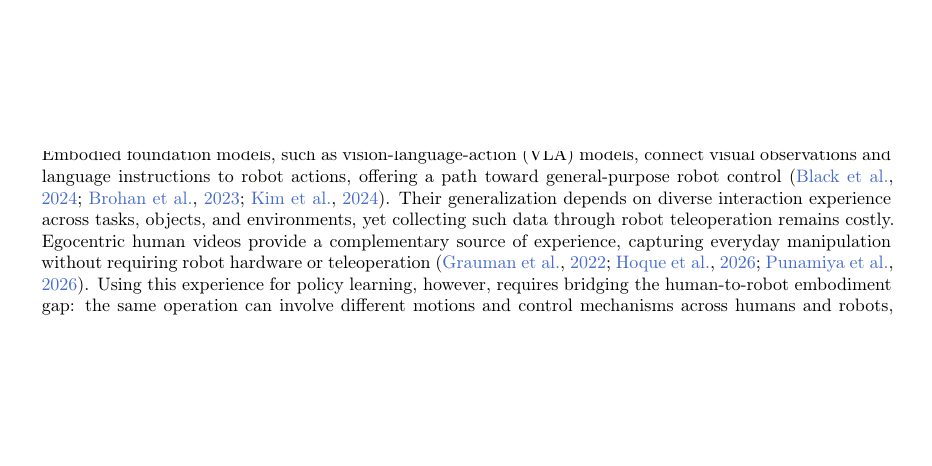 Embodied foundation models, such as vision-language-action (VLA) models, connect visual observations and
language instructions to robot actions, offering a path toward general-purpose robot control (Black et al.,
2024; Brohan et al., 2023; Kim et al., 2024). Their generalization depends on diverse interaction experience
across tasks, objects, and environments, yet collecting such data through robot teleoperation remains costly.
Egocentric human videos provide a complementary source of experience, capturing everyday manipulation
without requiring robot hardware or teleoperation (Grauman et al., 2022; Hoque et al., 2026; Punamiya et al.,
2026). Using this experience for policy learning, however, requires bridging the human-to-robot embodiment
gap: the same operation can involve different motions and control mechanisms across humans and robots,